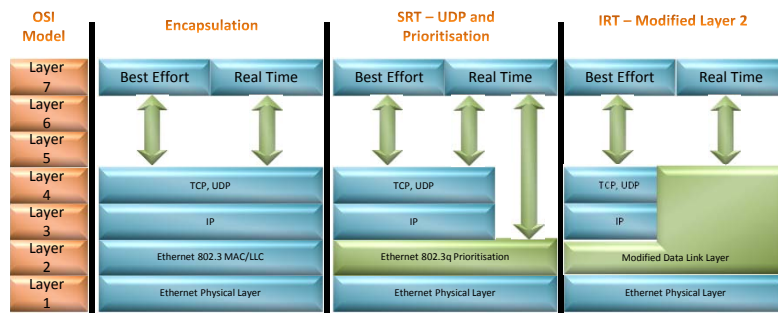 OSI
Model
Encapsulation
SRT – UDP and
Prioritisation
IRT – Modified Layer 2
Layer
7
Best Effort
Real Time
Best Effort
Real Time
Best Effort
Real Time
Layer
6
Layer
5
Layer
4
TCP, UDP
TCP, UDP
TCP, UDP
Layer
3
IP
IP
IP
Layer
2
Ethernet 802.3 MAC/LLC
Ethernet 802.3q Prioritisation
Modified Data Link Layer
Layer
1
Ethernet Physical Layer
Ethernet Physical Layer
Ethernet Physical Layer